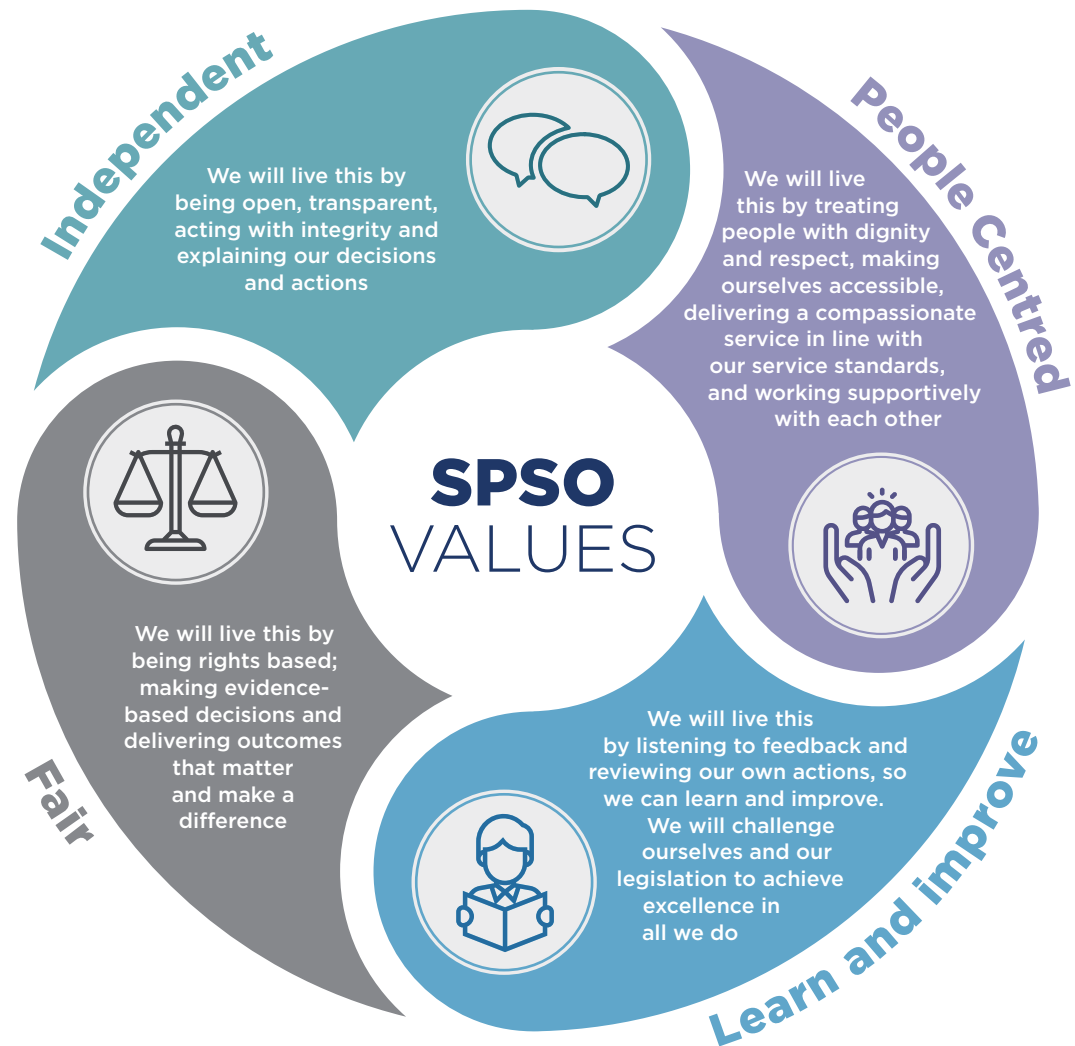 Independent
We will live this by
being open, transparent,
acting with integrity and
explaining our decisions
and actions
People Centred
We will live
this by treating
people with dignity
and respect, making
ourselves accessible,
delivering a compassionate
service in line with
our service standards,
and working supportively
with each other
SPSO
VALUES
Fair
We will live this by
being rights based;
making evidence-
based decisions and
delivering outcomes
that matter
and make a
difference
Learn and improve
We will live this
by listening to feedback and
reviewing our own actions, so
we can learn and improve.
We will challenge
ourselves and our
legislation to achieve
excellence in
all we do